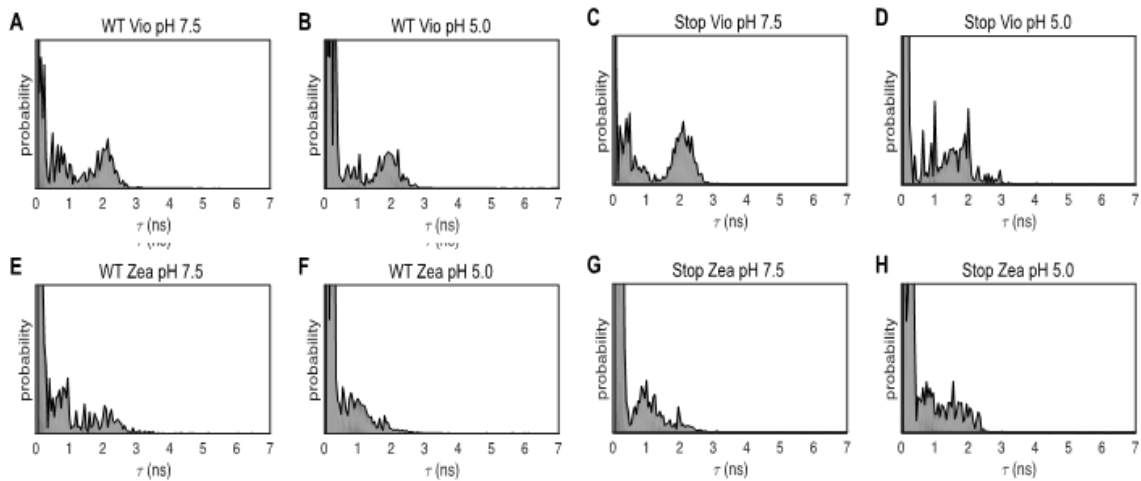 A WT Vio pH 7.5
probability
0 1 2 3 4 5 6 7
τ (ns)
B WT Vio pH 5.0
probability
0 1 2 3 4 5 6 7
τ (ns)
C Stop Vio pH 7.5
probability
0 1 2 3 4 5 6 7
τ (ns)
D Stop Vio pH 5.0
probability
0 1 2 3 4 5 6 7
τ (ns)
E WT Zea pH 7.5
probability
0 1 2 3 4 5 6 7
τ (ns)
F WT Zea pH 5.0
probability
0 1 2 3 4 5 6 7
τ (ns)
G Stop Zea pH 7.5
probability
0 1 2 3 4 5 6 7
τ (ns)
H Stop Zea pH 5.0
probability
0 1 2 3 4 5 6 7
τ (ns)